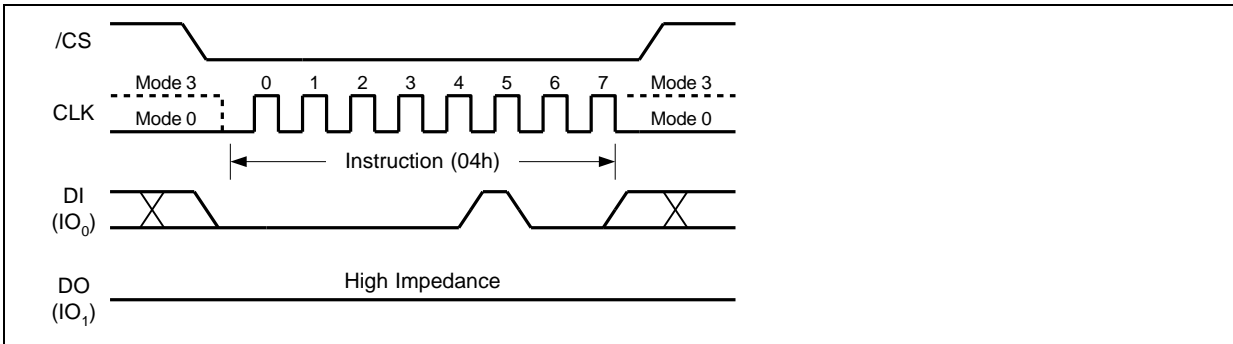 /CS
Mode 3 0 1 2 3 4 5 6 7 Mode 3
CLK
Mode 0 Mode 0
Instruction (04h)
DI
(IO0)
High Impedance
DO
(IO1)